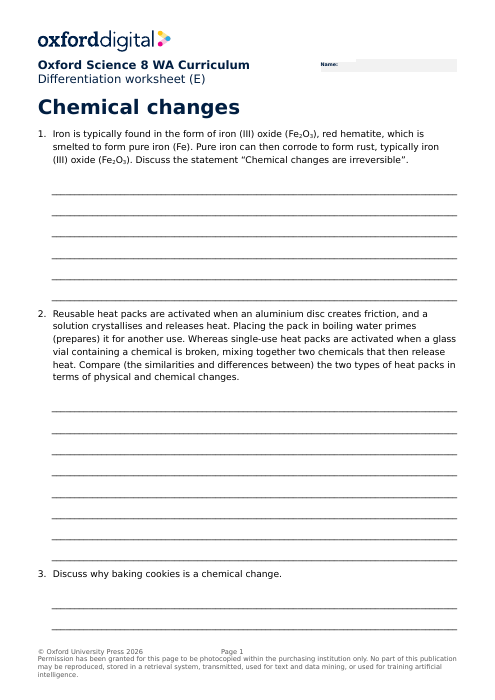 oxforddigital
Oxford Science 8 WA Curriculum
Name:
Differentiation worksheet (E)
Chemical changes
1. Iron is typically found in the form of iron (III) oxide (Fe₂O₃), red hematite, which is
smelted to form pure iron (Fe). Pure iron can then corrode to form rust, typically iron
(III) oxide (Fe₂O₃). Discuss the statement “Chemical changes are irreversible”.
2. Reusable heat packs are activated when an aluminium disc creates friction, and a
solution crystallises and releases heat. Placing the pack in boiling water primes
(prepares) it for another use. Whereas single-use heat packs are activated when a glass
vial containing a chemical is broken, mixing together two chemicals that then release
heat. Compare (the similarities and differences between) the two types of heat packs in
terms of physical and chemical changes.
3. Discuss why baking cookies is a chemical change.
© Oxford University Press 2026 Page 1
Permission has been granted for this page to be photocopied within the purchasing institution only. No part of this publication
may be reproduced, stored in a retrieval system, transmitted, used for text and data mining, or used for training artificial
intelligence.